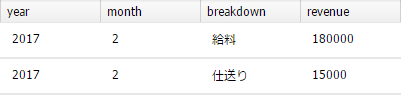 year month breakdown revenue
2017 2 給料 180000
2017 2 仕送り 15000